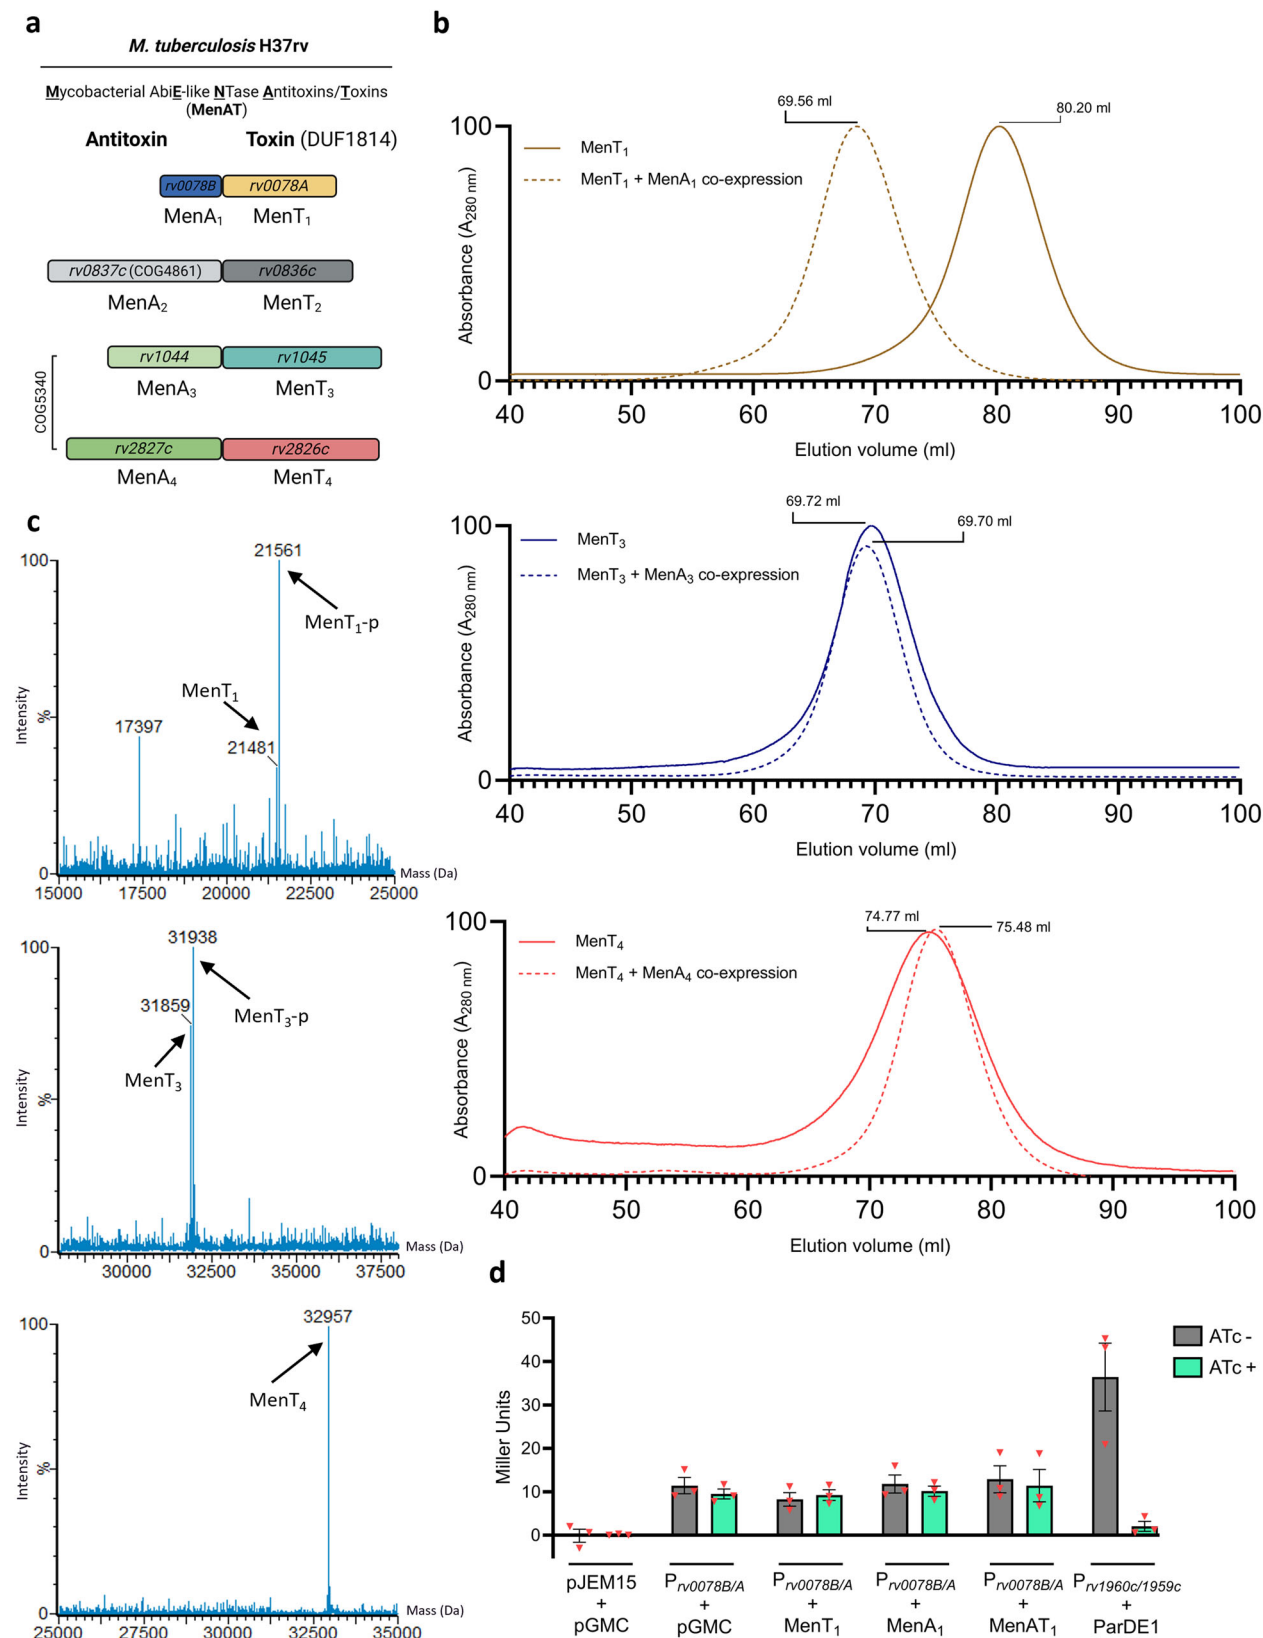 a
M. tuberculosis H37rv
Mycobacterial AbiE-like NTase Antitoxins/Toxins
(MenAT)
Antitoxin Toxin (DUF1814)
rv0078B rv0078A
MenA1 MenT1
rv0837c (COG4861) rv0836c
MenA2 MenT2
rv1044 rv1045
MenA3 MenT3
COG5340
rv2827c rv2826c
MenA4 MenT4
b
69.56 ml
80.20 ml
MenT1
MenT1 + MenA1 co-expression
Absorbance (A280 nm)
100
0
40 50 60 70 80 90 100
Elution volume (ml)
69.72 ml
69.70 ml
MenT3
MenT3 + MenA3 co-expression
Absorbance (A280 nm)
100
0
40 50 60 70 80 90 100
Elution volume (ml)
74.77 ml
75.48 ml
MenT4
MenT4 + MenA4 co-expression
Absorbance (A280 nm)
100
0
40 50 60 70 80 90 100
Elution volume (ml)
c
21561
100
MenT1-p
MenT1
17397
21481
Intensity
%
0
Mass (Da)
15000 17500 20000 22500 25000
31938
100
31859
MenT3-p
MenT3
Intensity
%
0
Mass (Da)
30000 32500 35000 37500
32957
100
MenT4
Intensity
%
0
Mass (Da)
25000 27500 30000 32500 35000
d
50
40
30
20
10
0
Miller Units
ATc -
ATc +
pJEM15 + pGMC
Prv0078B/A + pGMC
Prv0078B/A + MenT1
Prv0078B/A + MenA1
Prv0078B/A + MenAT1
Prv1960c/1959c + ParDE1